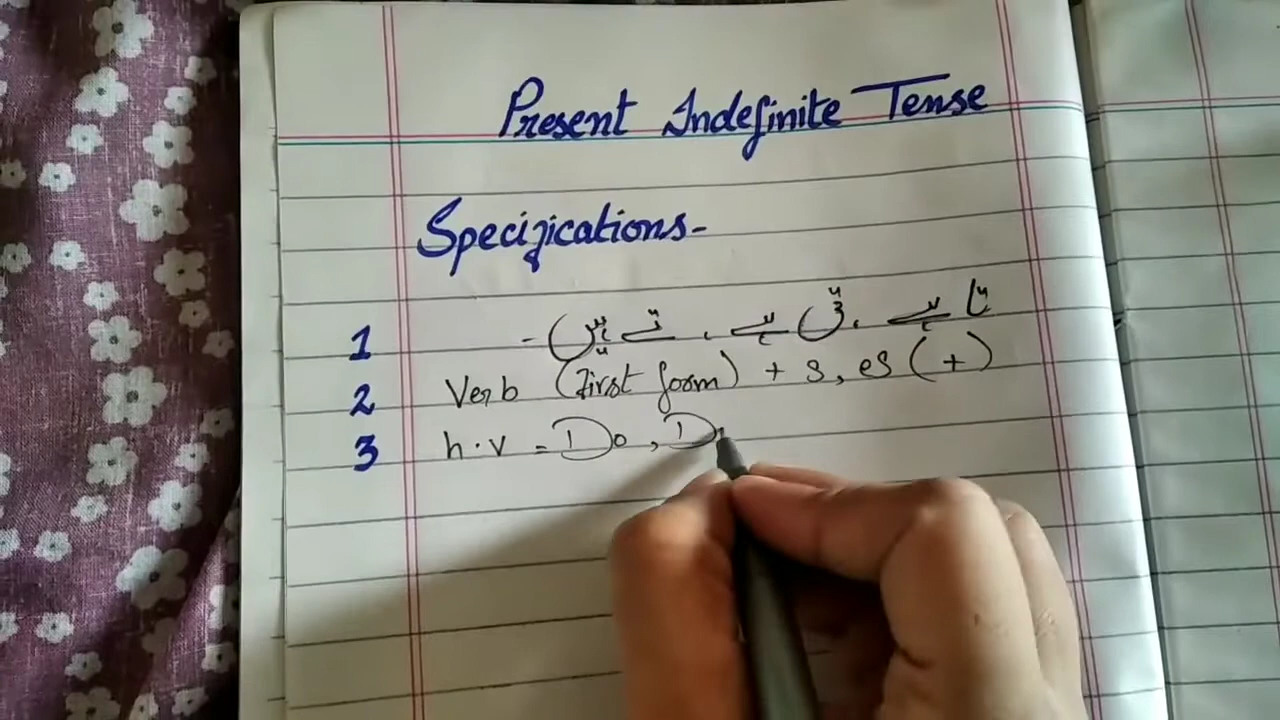 Present Indefinite Tense
Specifications-
1 تا ہے ، تی ہے ، تے ہیں -
2 Verb (First form) + s, es (+)
3 h.v = Do, D